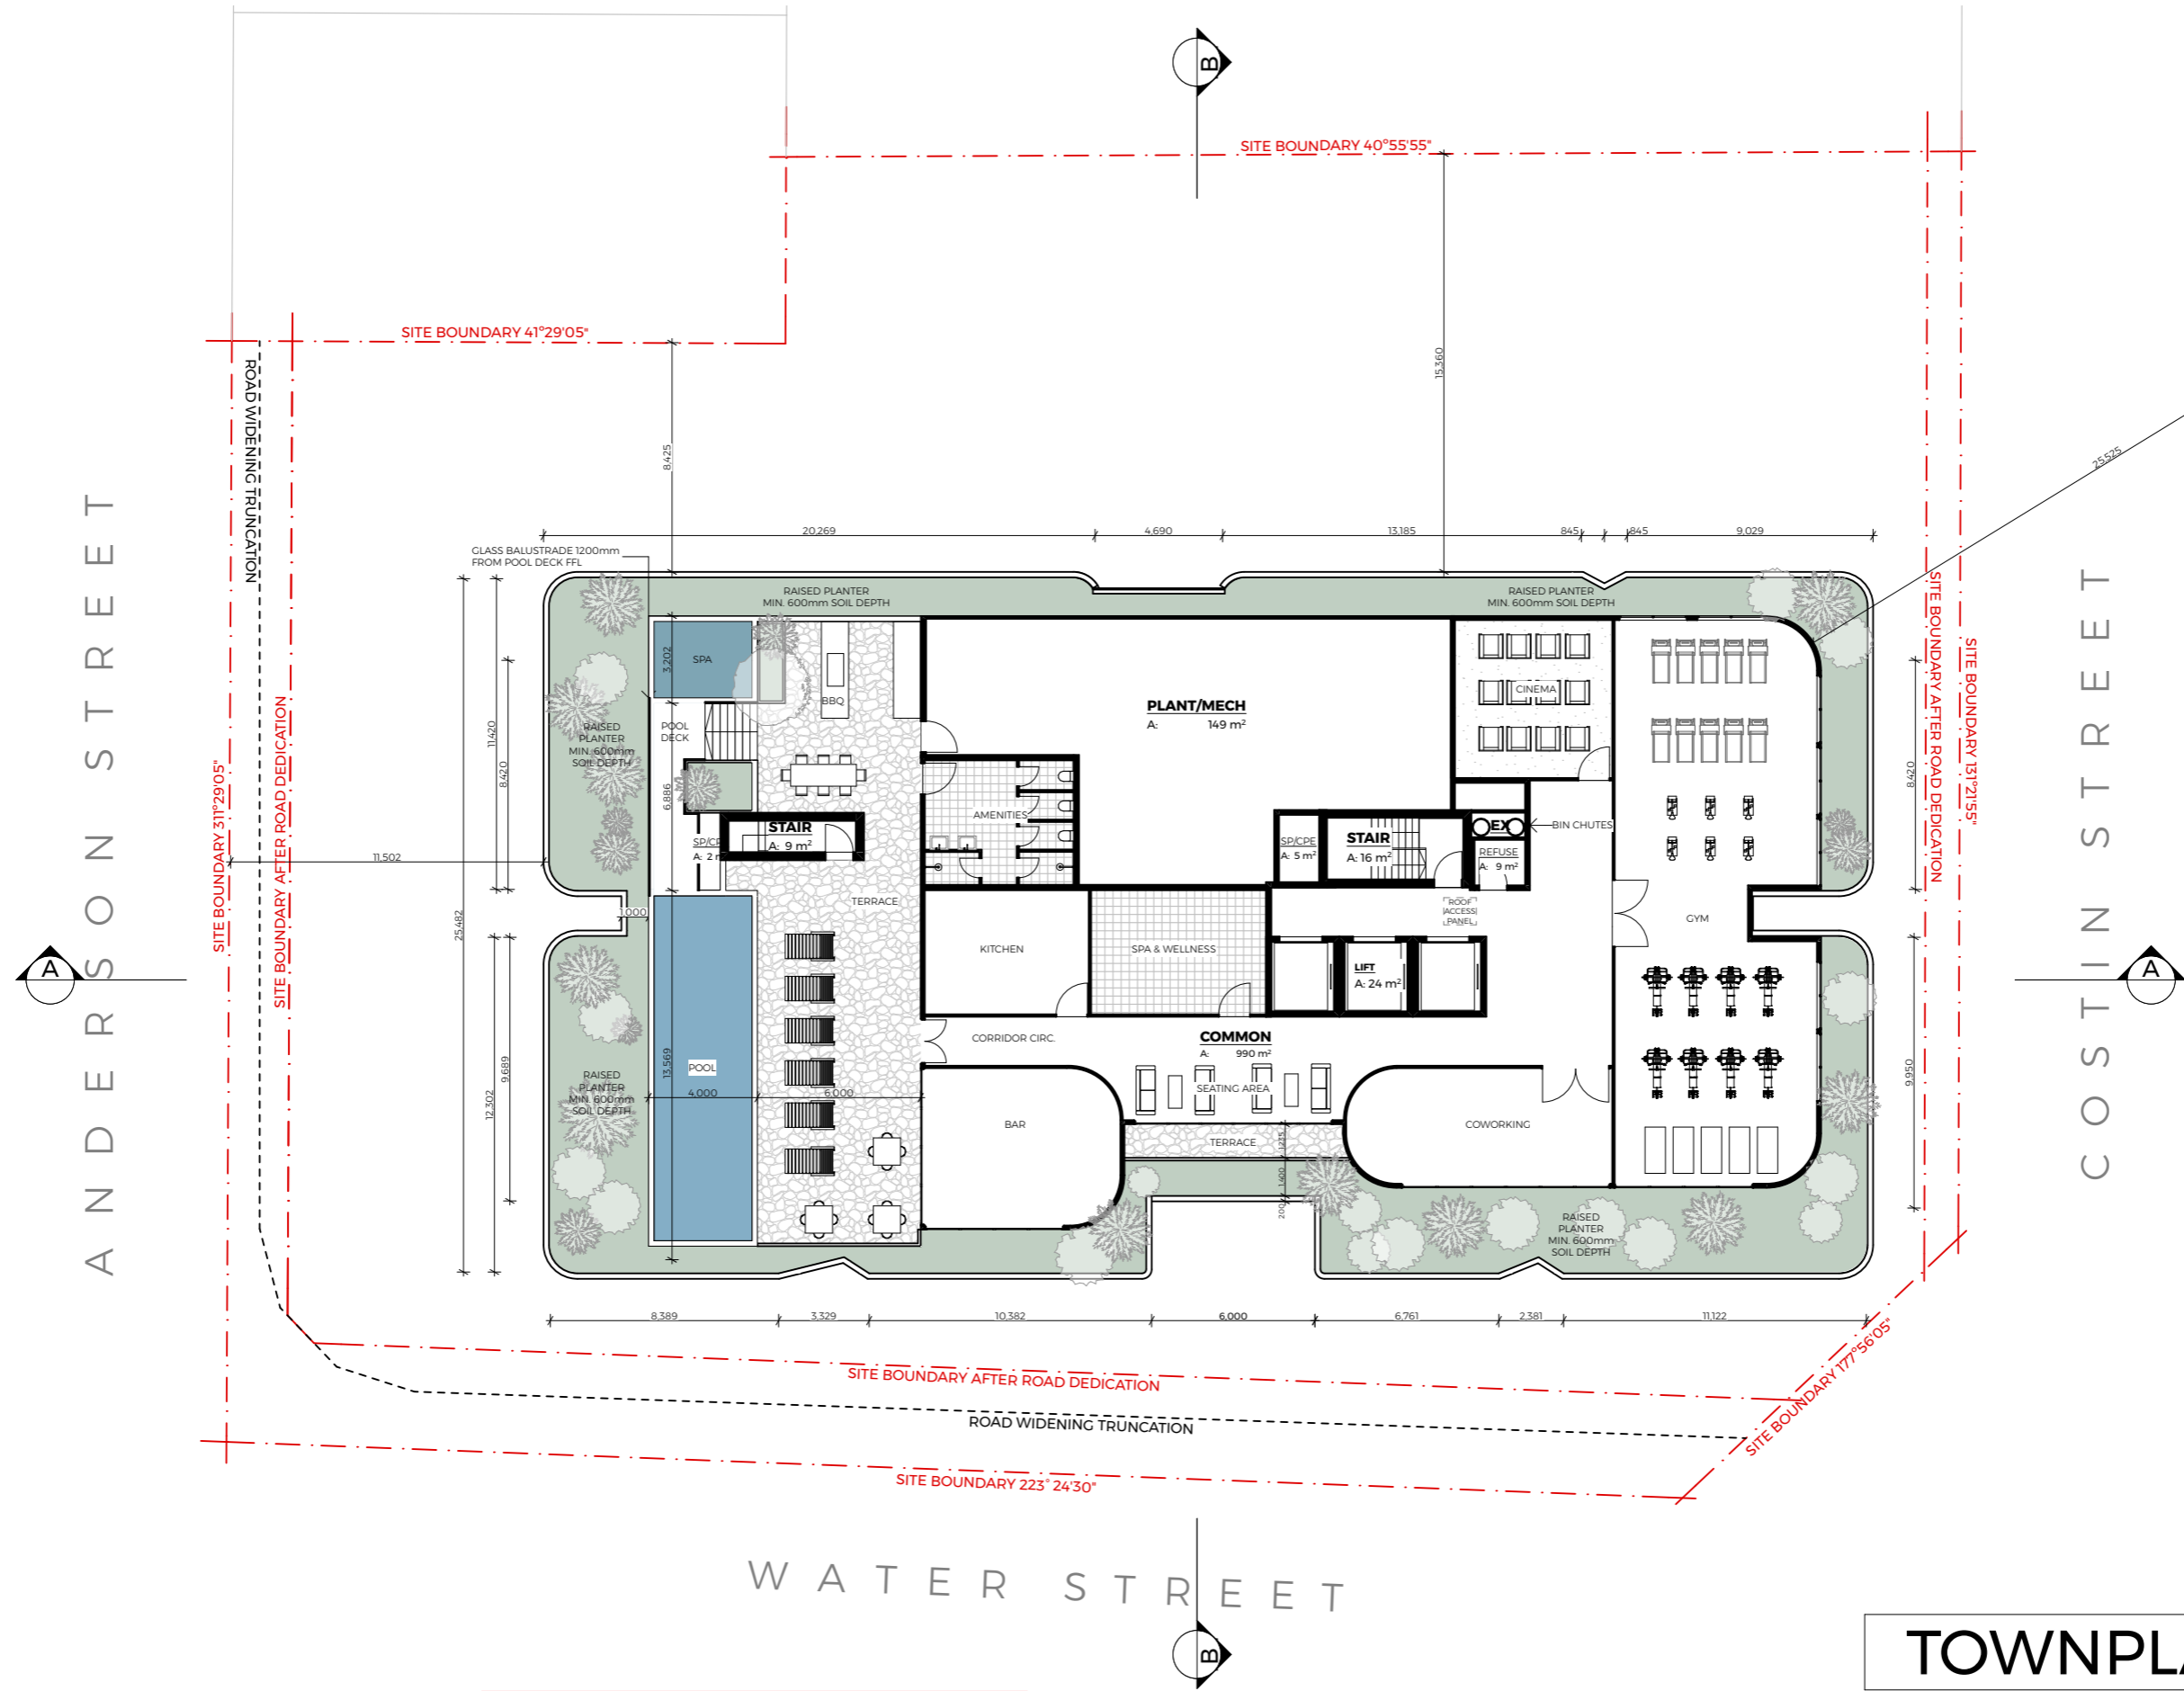 B
SITE BOUNDARY 40°55'55"
SITE BOUNDARY 41°29'05"
ROAD WIDENING TRUNCATION
15,360
8,425
25,525
ANDERSON STREET
COSTIN STREET
20,269
4,690
13,185
845
845
9,029
GLASS BALUSTRADE 1200mm
FROM POOL DECK FFL
RAISED PLANTER
MIN. 600mm SOIL DEPTH
RAISED PLANTER
MIN. 600mm SOIL DEPTH
SITE BOUNDARY AFTER ROAD DEDICATION
SITE BOUNDARY 131°21'55"
SITE BOUNDARY 311°29'05"
SITE BOUNDARY AFTER ROAD DEDICATION
3,202
SPA
BBQ
CINEMA
PLANT/MECH
A: 149 m²
RAISED
PLANTER
MIN. 600mm
SOIL DEPTH
POOL
DECK
11,420
8,420
8,420
6,886
AMENITIES
STAIR
A: 9 m²
A: 2
SP/CPE
A: 5 m²
STAIR
A: 16 m²
EX
BIN CHUTES
REFUSE
A: 9 m²
11,502
25,482
1,000
TERRACE
ROOF
ACCESS
PANEL
GYM
KITCHEN
SPA & WELLNESS
LIFT
A: 24 m²
A
A
CORRIDOR CIRC.
COMMON
A: 990 m²
SEATING AREA
POOL
13,569
4,000
6,000
RAISED
PLANTER
MIN. 600mm
SOIL DEPTH
9,689
12,302
9,950
BAR
TERRACE
1,235
1,400
200
COWORKING
RAISED
PLANTER
MIN. 600mm
SOIL DEPTH
8,389
3,329
10,382
6,000
6,761
2,381
11,122
SITE BOUNDARY AFTER ROAD DEDICATION
SITE BOUNDARY 177°56'05"
ROAD WIDENING TRUNCATION
SITE BOUNDARY 223° 24'30"
WATER STREET
B
TOWNPLA